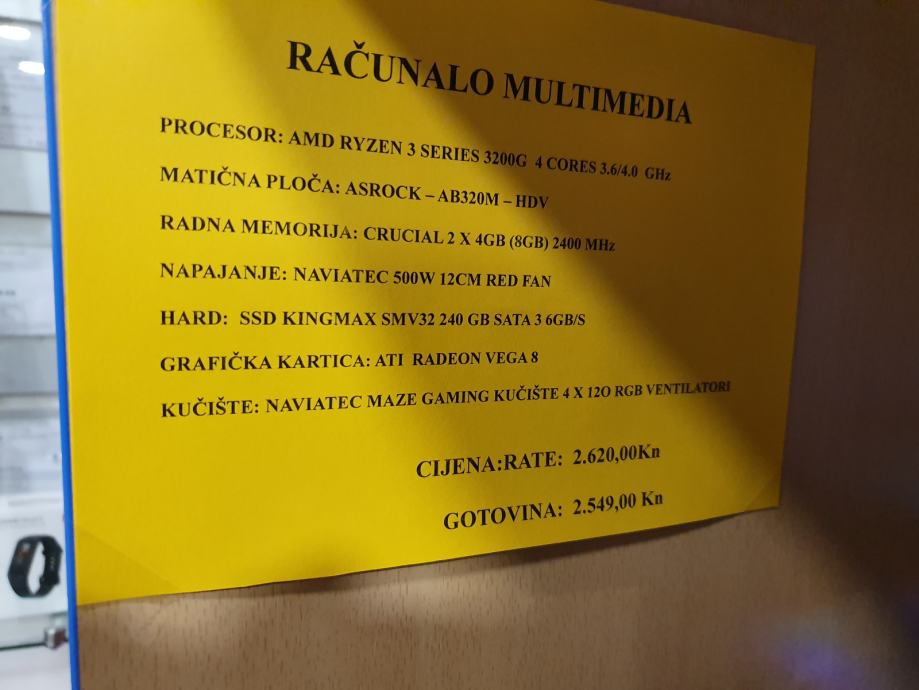 RAČUNALO MULTIMEDIA
PROCESOR: AMD RYZEN 3 SERIES 3200G 4 CORES 3.6/4.0 GHz
MATIČNA PLOČA: ASROCK – AB320M – HDV
RADNA MEMORIJA: CRUCIAL 2 X 4GB (8GB) 2400 MHz
NAPAJANJE: NAVIATEC 500W 12CM RED FAN
HARD: SSD KINGMAX SMV32 240 GB SATA 3 6GB/S
GRAFIČKA KARTICA: ATI RADEON VEGA 8
KUČIŠTE: NAVIATEC MAZE GAMING KUČIŠTE 4 X 12O RGB VENTILATORI
CIJENA:RATE: 2.620,00Kn
GOTOVINA: 2.549,00 Kn